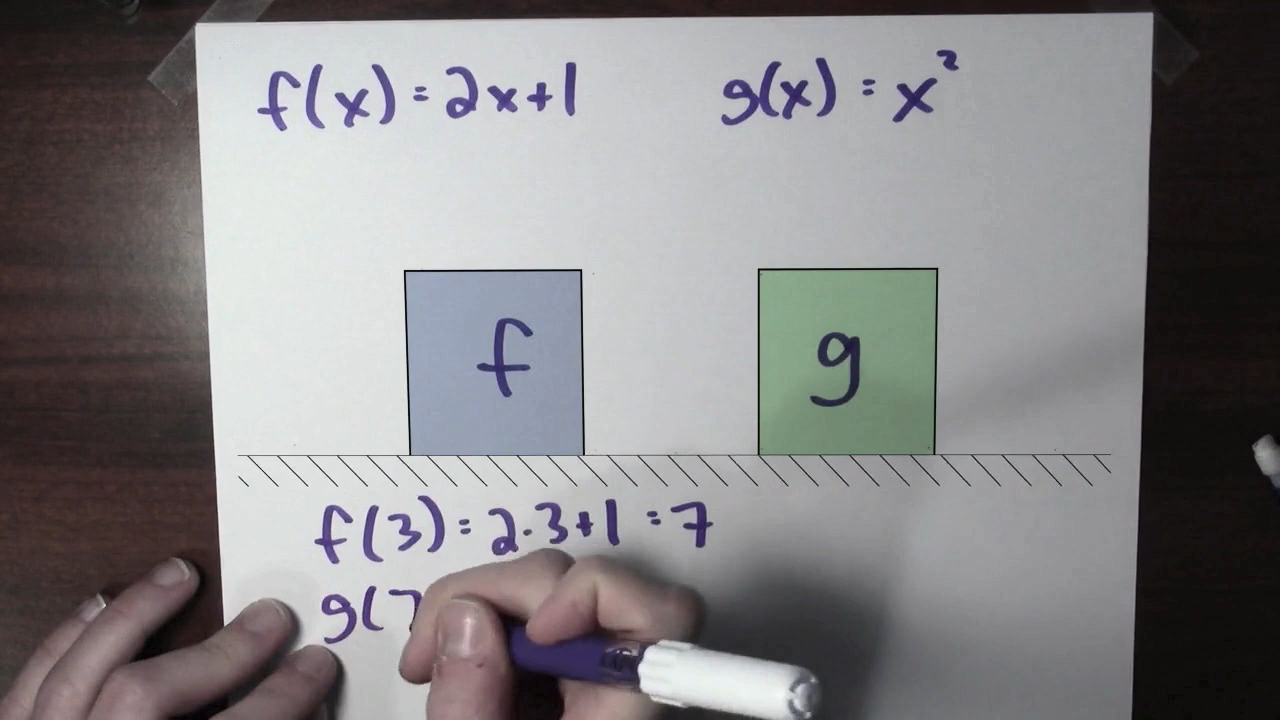 f(x) = 2x+1
g(x) = x²
f
g
f(3) = 2·3+1 = 7
g(7